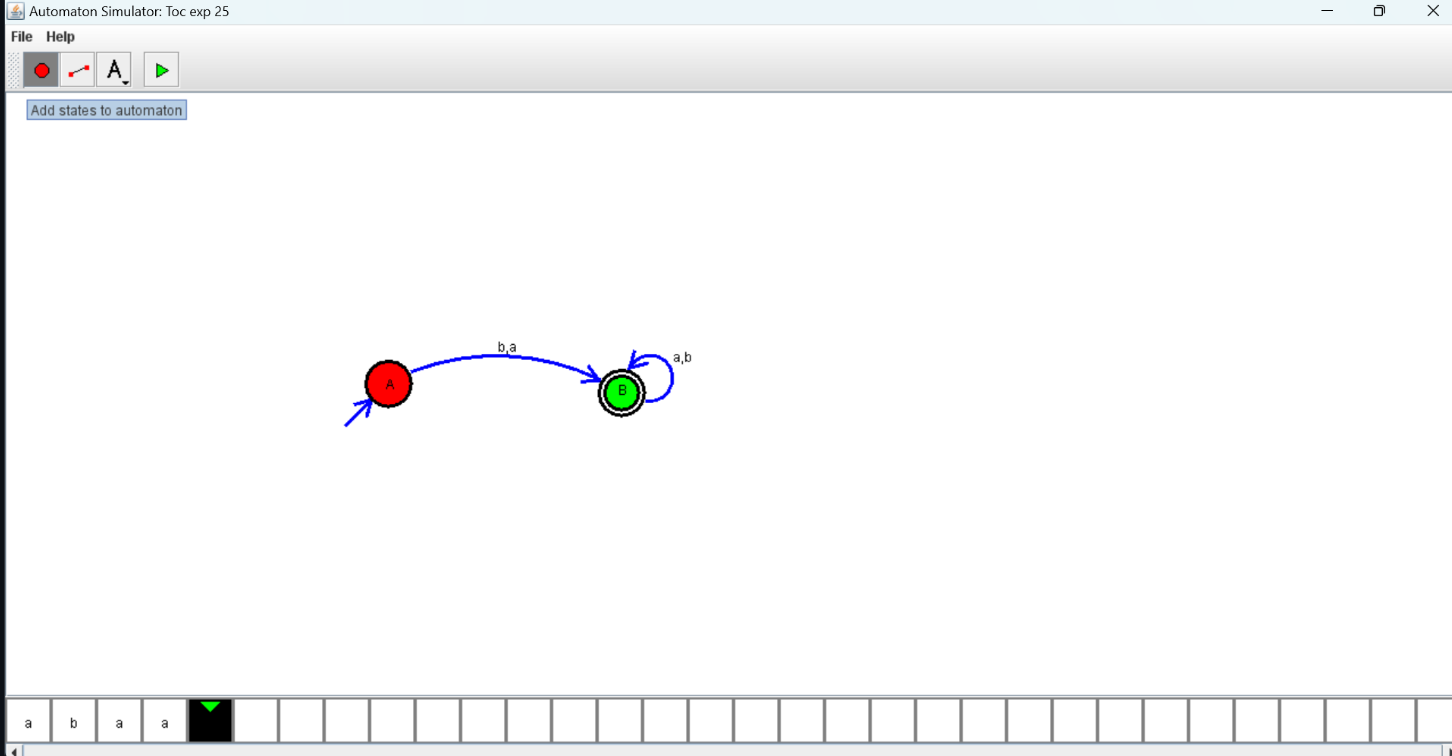 Automaton Simulator: Toc exp 25
File Help
A
Add states to automaton
b,a
a,b
A
B
a b a a